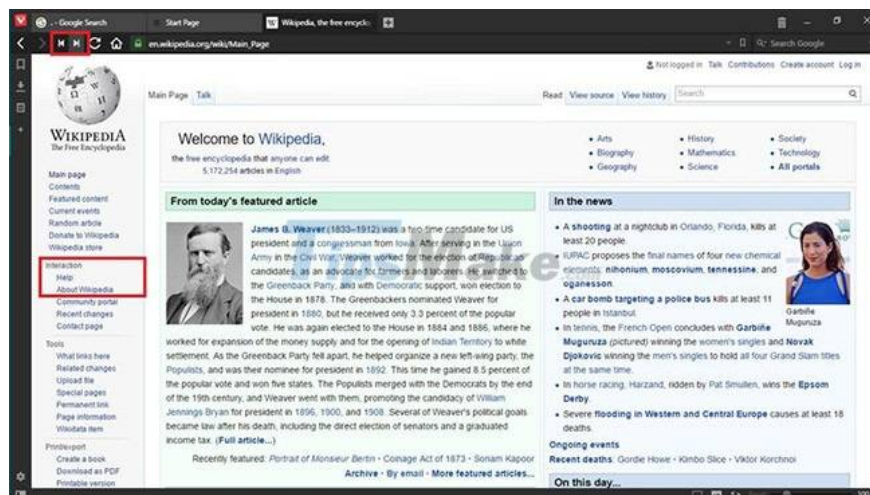 . - Google Search
Start Page
Wikipedia, the free encyclo
en.wikipedia.org/wiki/Main_Page
Search Google
Not logged in Talk Contributions Create account Log in
Main Page Talk
Read View source View history Search
WIKIPEDIA
The Free Encyclopedia
Main page
Contents
Featured content
Current events
Random article
Donate to Wikipedia
Wikipedia store
Interaction
Help
About Wikipedia
Community portal
Recent changes
Contact page
Tools
What links here
Related changes
Upload file
Special pages
Permanent link
Page information
Wikidata item
Print/export
Create a book
Download as PDF
Printable version
Welcome to Wikipedia,
the free encyclopedia that anyone can edit.
5,172,254 articles in English
• Arts
• Biography
• Geography
• History
• Mathematics
• Science
• Society
• Technology
• All portals
From today's featured article
James B. Weaver (1833–1912) was a two-time candidate for US
president and a congressman from Iowa. After serving in the Union
Army in the Civil War, Weaver worked for the election of Republican
candidates, as an advocate for farmers and laborers. He switched to
the Greenback Party, and with Democratic support, won election to
the House in 1878. The Greenbackers nominated Weaver for
president in 1880, but he received only 3.3 percent of the popular
vote. He was again elected to the House in 1884 and 1886, where he
worked for expansion of the money supply and for the opening of Indian Territory to white
settlement. As the Greenback Party fell apart, he helped organize a new left-wing party, the
Populists, and was their nominee for president in 1892. This time he gained 8.5 percent of
the popular vote and won five states. The Populists merged with the Democrats by the end
of the 19th century, and Weaver went with them, promoting the candidacy of William
Jennings Bryan for president in 1896, 1900, and 1908. Several of Weaver's political goals
became law after his death, including the direct election of senators and a graduated
income tax. (Full article...)
Recently featured: Portrait of Monsieur Bertin • Coinage Act of 1873 • Sonam Kapoor
Archive • By email • More featured articles...
In the news
• A shooting at a nightclub in Orlando, Florida, kills at
least 20 people.
• IUPAC proposes the final names of four new chemical
elements: nihonium, moscovium, tennessine, and
oganesson.
• A car bomb targeting a police bus kills at least 11
people in Istanbul.
• In tennis, the French Open concludes with Garbiñe
Muguruza (pictured) winning the women's singles and Novak
Djokovic winning the men's singles to hold all four Grand Slam titles
at the same time.
• In horse racing, Harzand, ridden by Pat Smullen, wins the Epsom
Derby.
• Severe flooding in Western and Central Europe causes at least 18
deaths.
Garbiñe
Muguruza
Ongoing events
Recent deaths: Gordie Howe • Kimbo Slice • Viktor Korchnoi
On this day...